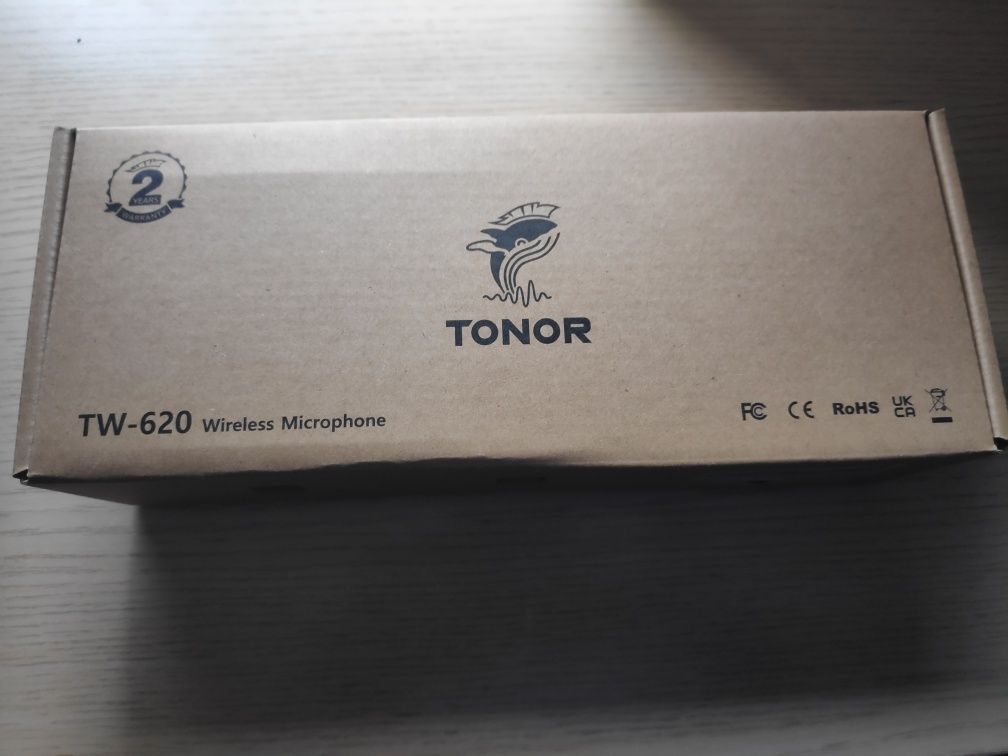 2
YEARS
WARRANTY
TONOR
TW-620 Wireless Microphone
FC CE RoHS UK
CA